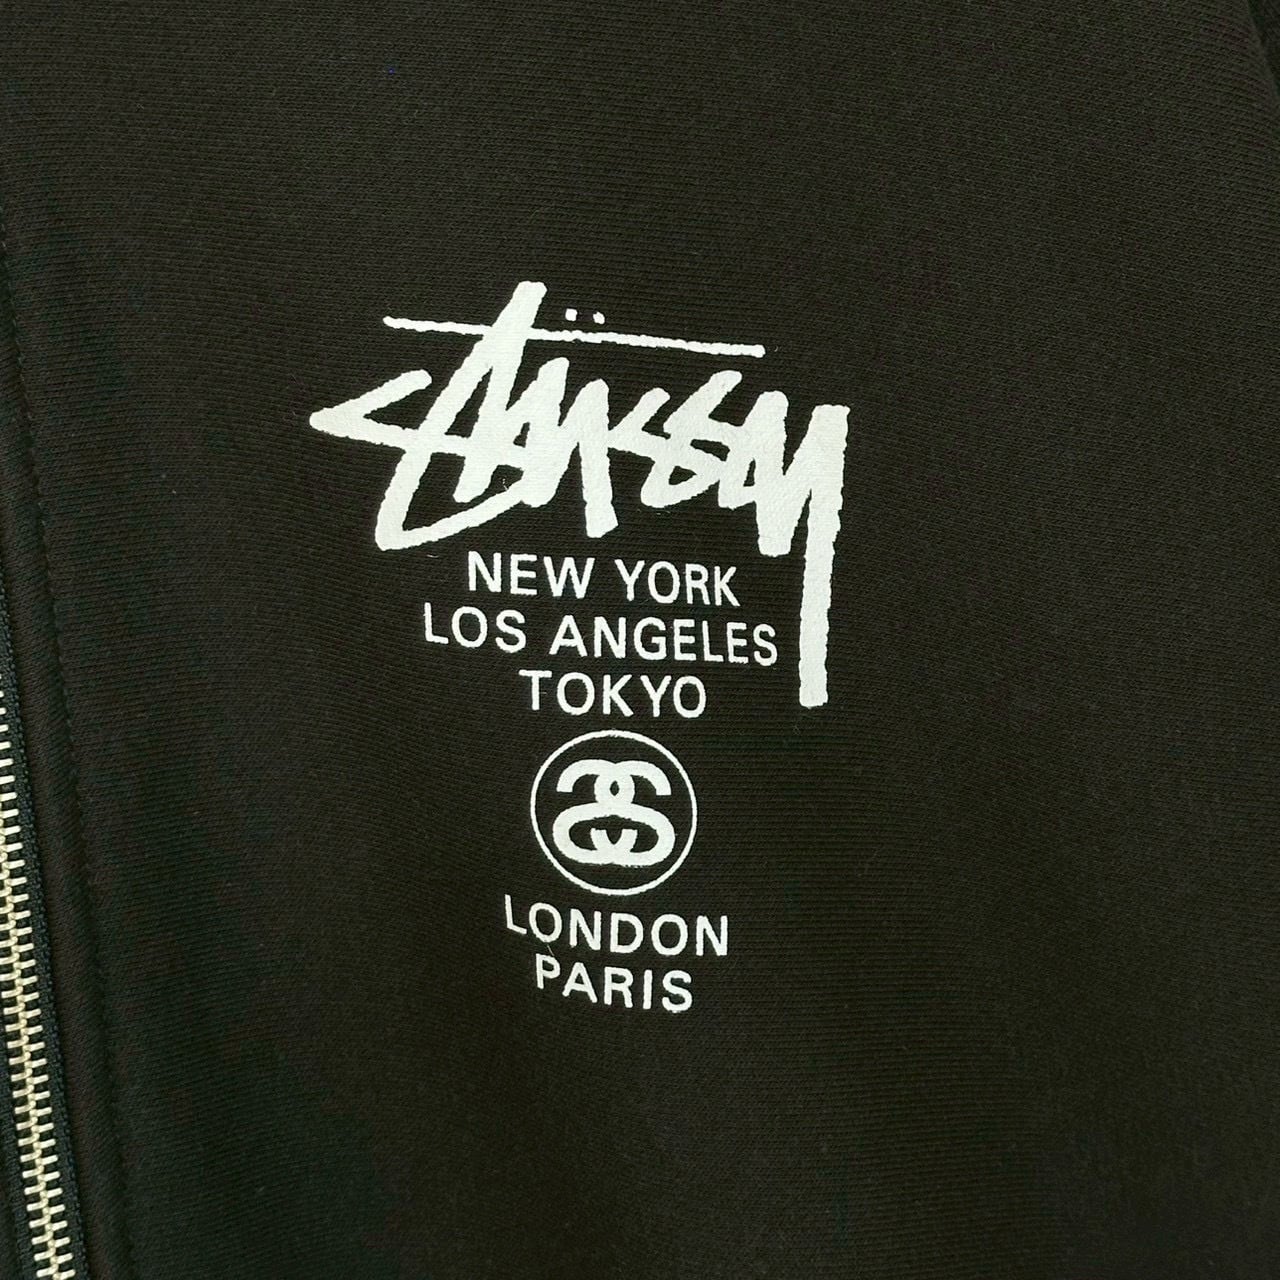 Stüssy
NEW YORK
LOS ANGELES
TOKYO
LONDON
PARIS